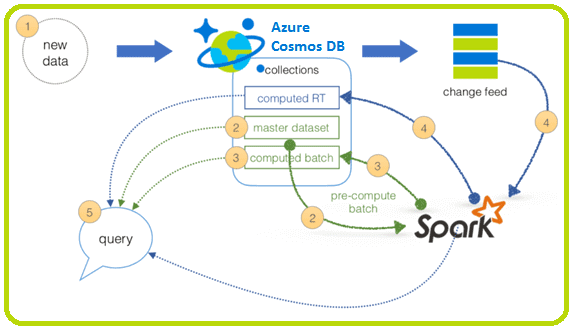 1
new
data
Azure
Cosmos DB
collections
computed RT
2
master dataset
3
computed batch
change feed
4
4
3
pre-compute
batch
2
Spark
5
query